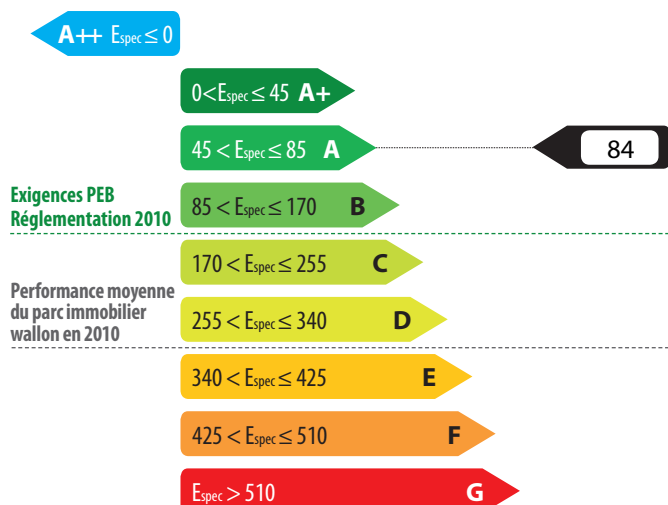 A++ Espec ≤ 0
0<Espec ≤ 45 A+
45 < Espec ≤ 85 A
84
Exigences PEB
Réglementation 2010
85 < Espec ≤ 170 B
170 < Espec ≤ 255 C
Performance moyenne
du parc immobilier
wallon en 2010
255 < Espec ≤ 340 D
340 < Espec ≤ 425 E
425 < Espec ≤ 510 F
Espec > 510 G